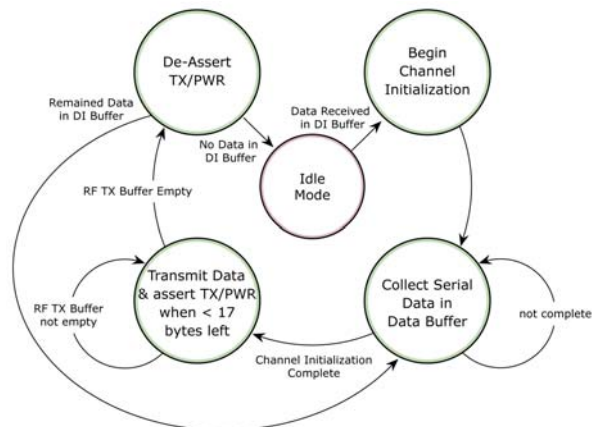 De-Assert
TX/PWR
Begin
Channel
Initialization
Remained Data
in DI Buffer
Data Received
in DI Buffer
No Data in
DI Buffer
Idle
Mode
RF TX Buffer Empty
Transmit Data
& assert TX/PWR
when < 17
bytes left
Collect Serial
Data in
Data Buffer
RF TX Buffer
not empty
not complete
Channel Initialization
Complete